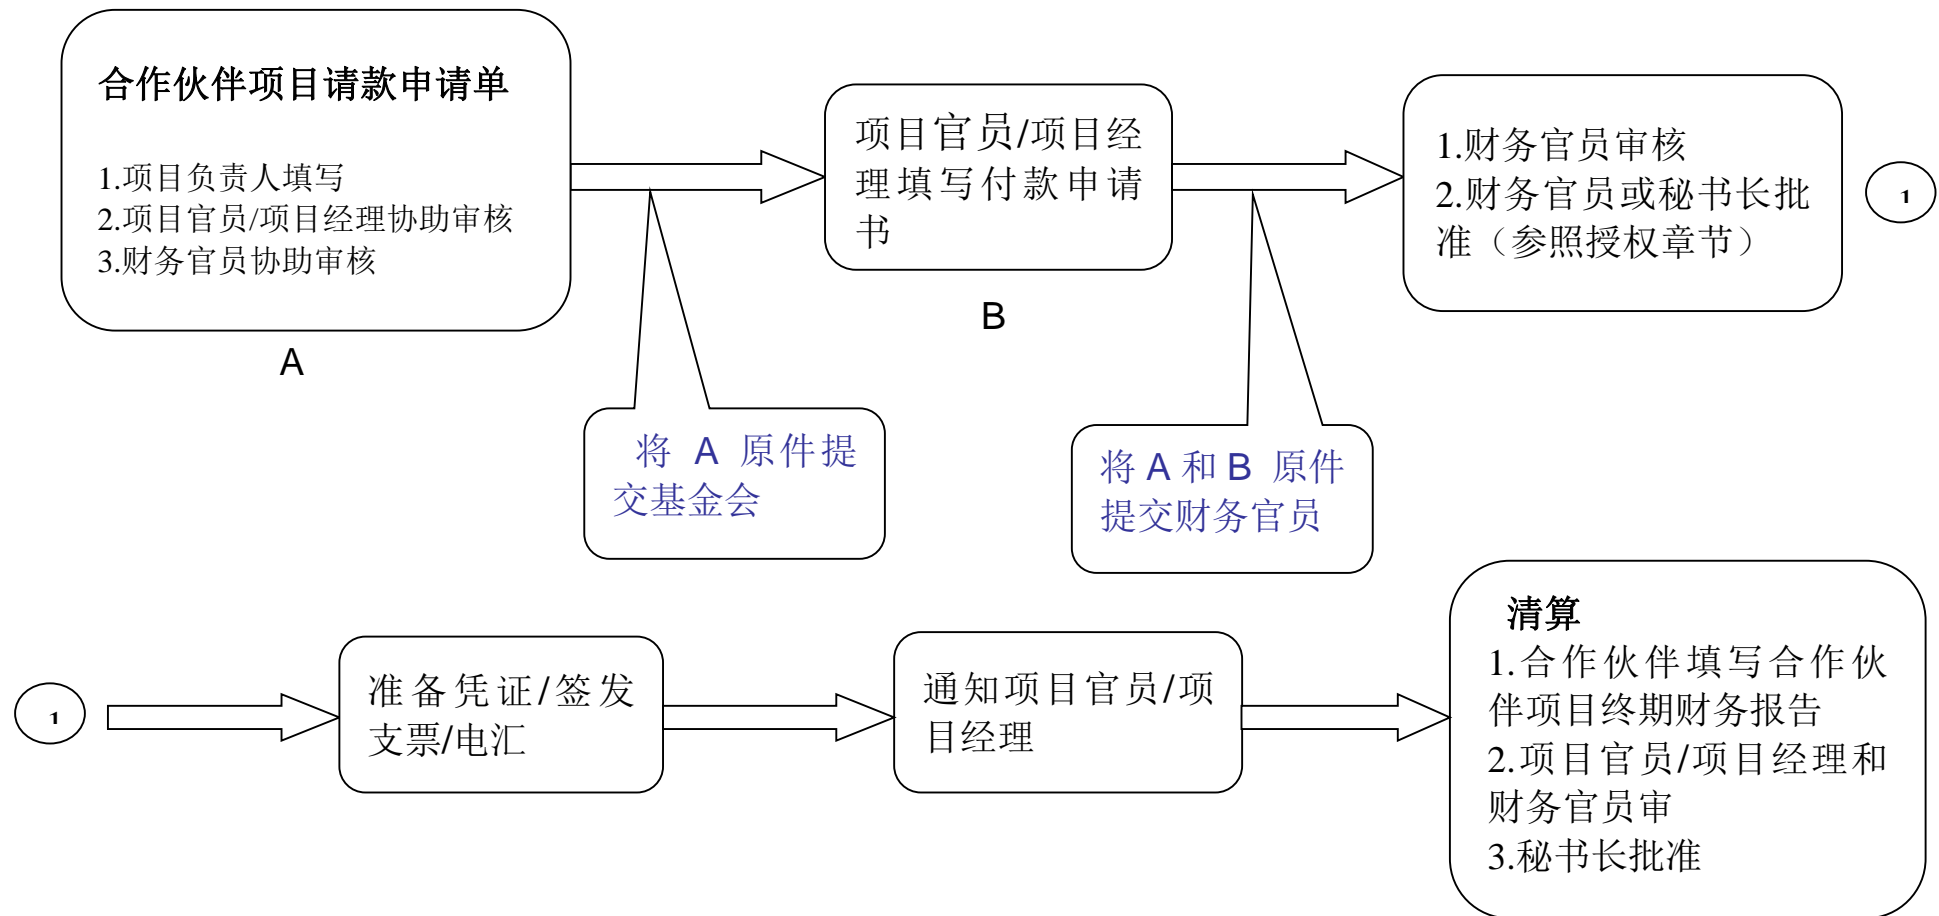 合作伙伴项目请款申请单
1.项目负责人填写
2.项目官员/项目经理协助审核
3.财务官员协助审核
A
项目官员/项目经
理填写付款申请
书
B
1.财务官员审核
2.财务官员或秘书长批
准（参照授权章节）
1
将 A 原件提
交基金会
将 A 和 B 原件
提交财务官员
1
准备凭证/签发
支票/电汇
通知项目官员/项
目经理
清算
1.合作伙伴填写合作伙
伴项目终期财务报告
2.项目官员/项目经理和
财务官员审
3.秘书长批准